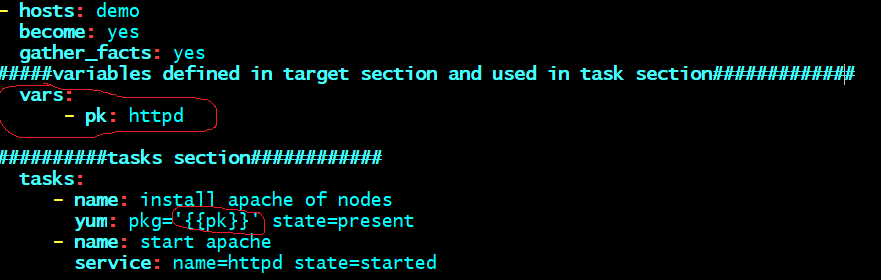 - hosts: demo
  become: yes
  gather_facts: yes
#####variables defined in target section and used in task section#############
  vars:
      - pk: httpd
##########tasks section############
  tasks:
     - name: install apache of nodes
       yum: pkg='{{pk}}' state=present
     - name: start apache
       service: name=httpd state=started